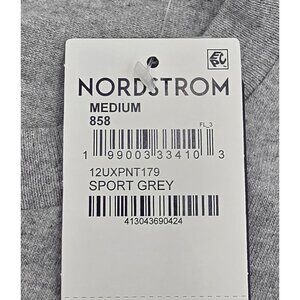 NORDSTROM
MEDIUM
858
FL_3
1 99003 33410 3
12UXPNT179
SPORT GREY
413043690424